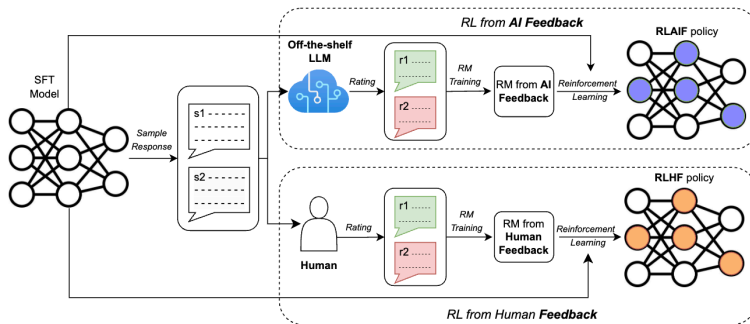 RL from AI Feedback
SFT
Model
Sample
Response
s1
s2
Off-the-shelf
LLM
Rating
r1
r2
RM
Training
RM from AI
Feedback
Reinforcement
Learning
RLAIF policy
Human
Rating
r1
r2
RM
Training
RM from
Human
Feedback
Reinforcement
Learning
RLHF policy
RL from Human Feedback